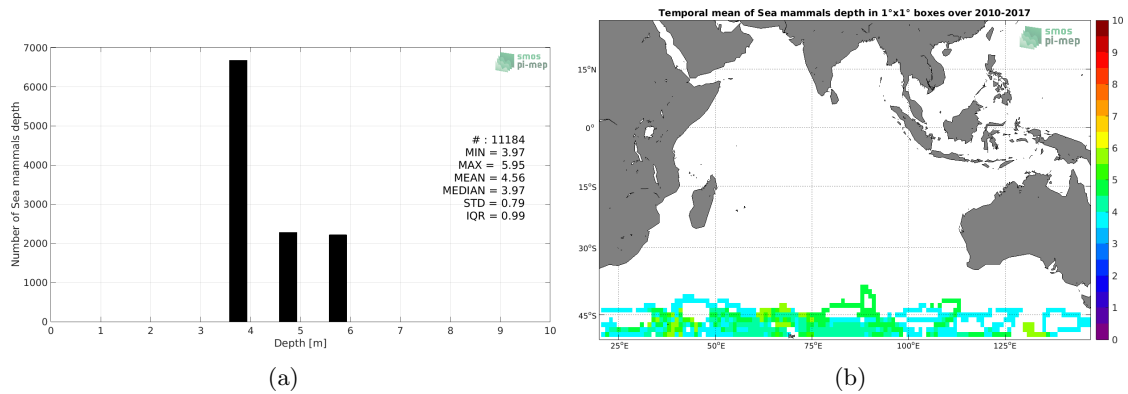 smos
pi-mep
7000
6000
5000
4000
3000
2000
1000
0
Number of Sea mammals depth
# : 11184
MIN = 3.97
MAX = 5.95
MEAN = 4.56
MEDIAN = 3.97
STD = 0.79
IQR = 0.99
0 1 2 3 4 5 6 7 8 9 10
Depth [m]
(a)
Temporal mean of Sea mammals depth in 1°x1° boxes over 2010-2017
smos
pi-mep
15°N
0°
15°S
30°S
45°S
25°E 50°E 75°E 100°E 125°E
10
9
8
7
6
5
4
3
2
1
0
(b)